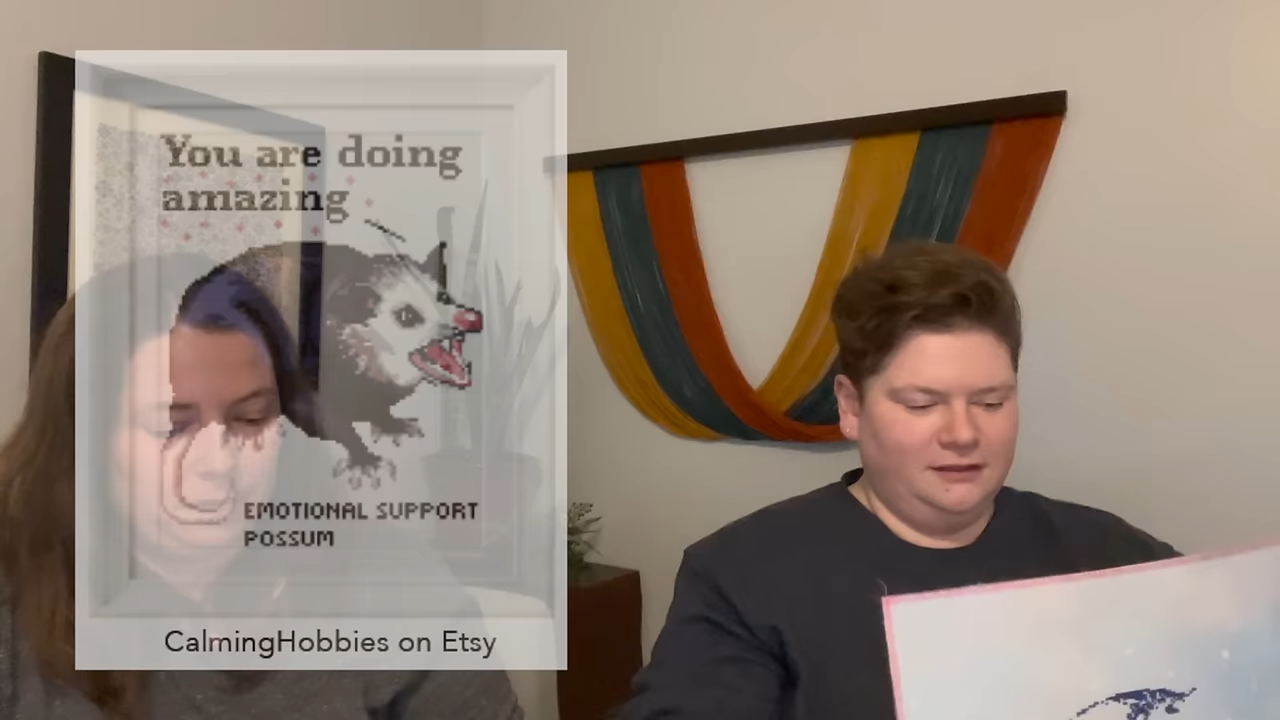 You are doing
amazing
EMOTIONAL SUPPORT
POSSUM
CalmingHobbies on Etsy